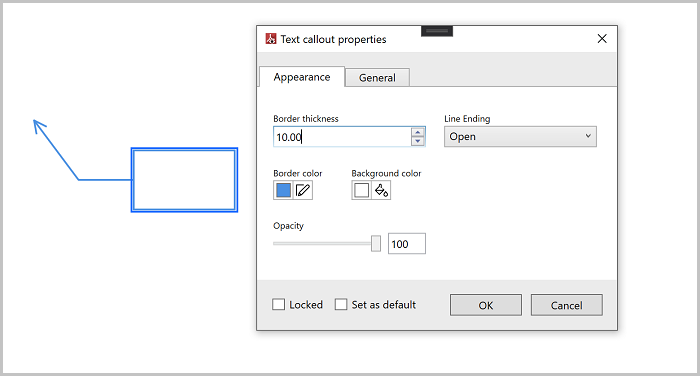 Text callout properties
Appearance General
Border thickness Line Ending
10.00 Open
Border color Background color
Opacity
100
Locked Set as default OK Cancel